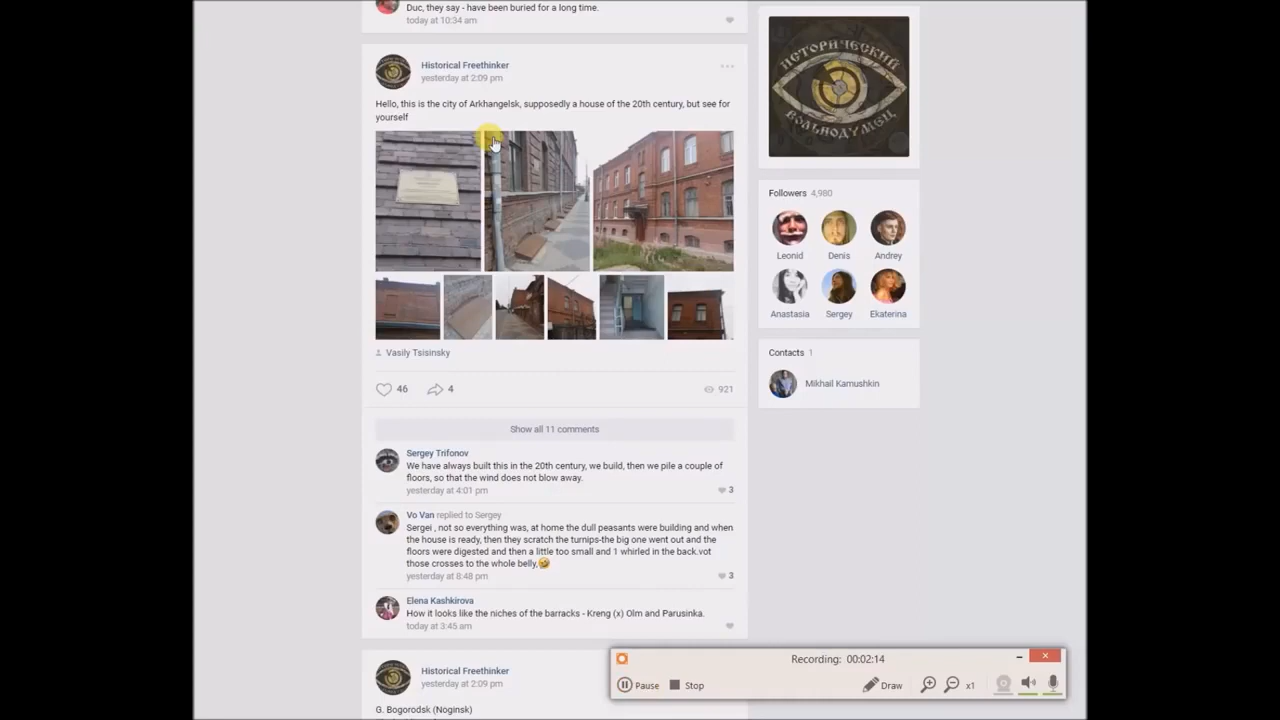 Duc, they say - have been buried for a long time.
today at 10:34 am
Historical Freethinker
yesterday at 2:09 pm
Hello, this is the city of Arkhangelsk, supposedly a house of the 20th century, but see for
yourself
Vasily Tsisinsky
46
4
921
Show all 11 comments
Sergey Trifonov
We have always built this in the 20th century, we build, then we pile a couple of
floors, so that the wind does not blow away.
yesterday at 4:01 pm
3
Vo Van replied to Sergey
Sergei , not so everything was, at home the dull peasants were building and when
the house is ready, then they scratch the turnips-the big one went out and the
floors were digested and then a little too small and 1 whirled in the back.vot
those crosses to the whole belly,🤣
yesterday at 8:48 pm
3
Elena Kashkirova
How it looks like the niches of the barracks - Kreng (x) Olm and Parusinka.
today at 3:45 am
Historical Freethinker
yesterday at 2:09 pm
G. Bogorodsk (Noginsk)
ИСТОРИЧЕСКИЙ
ВОЛЬНОДУМЕЦ
Followers 4,980
Leonid
Denis
Andrey
Anastasia
Sergey
Ekaterina
Contacts 1
Mikhail Kamushkin
Recording: 00:02:14
Pause
Stop
Draw
x1